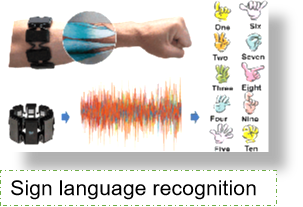 One Six
Two Seven
Three Eight
Four Nine
Five Ten
Sign language recognition